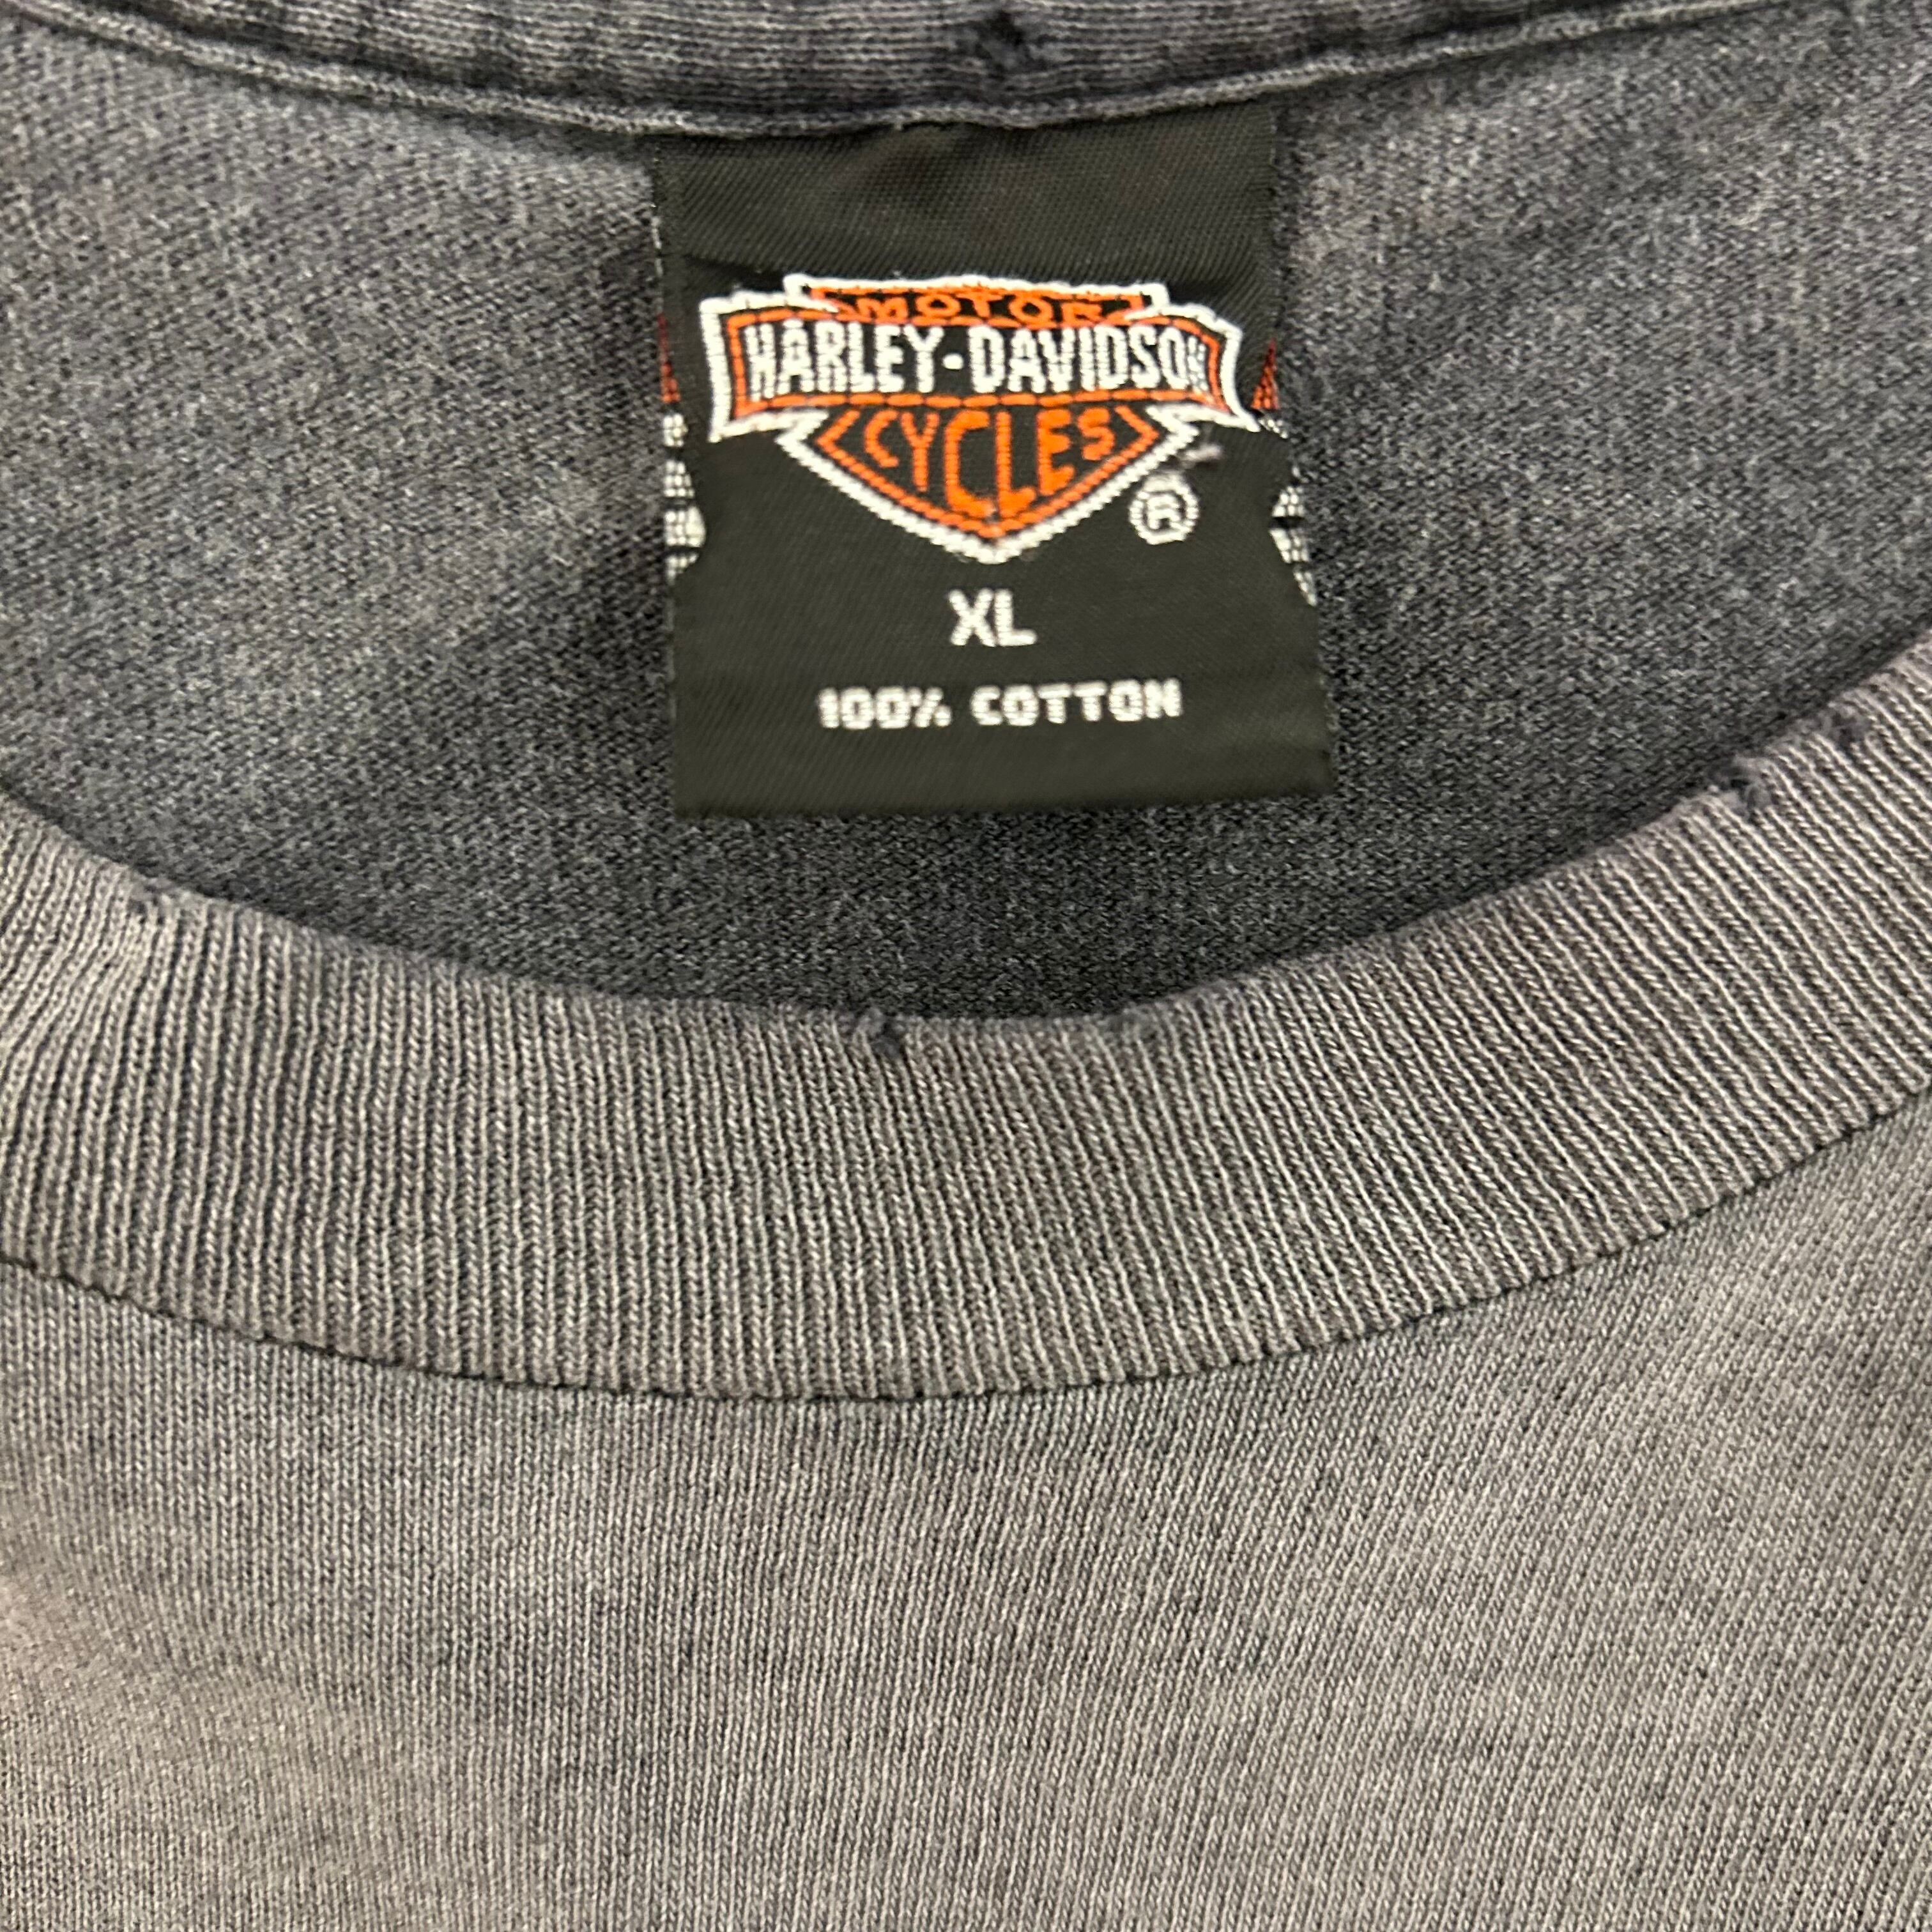 MOTOR
HARLEY-DAVIDSON
CYCLES
®
XL
100% COTTON